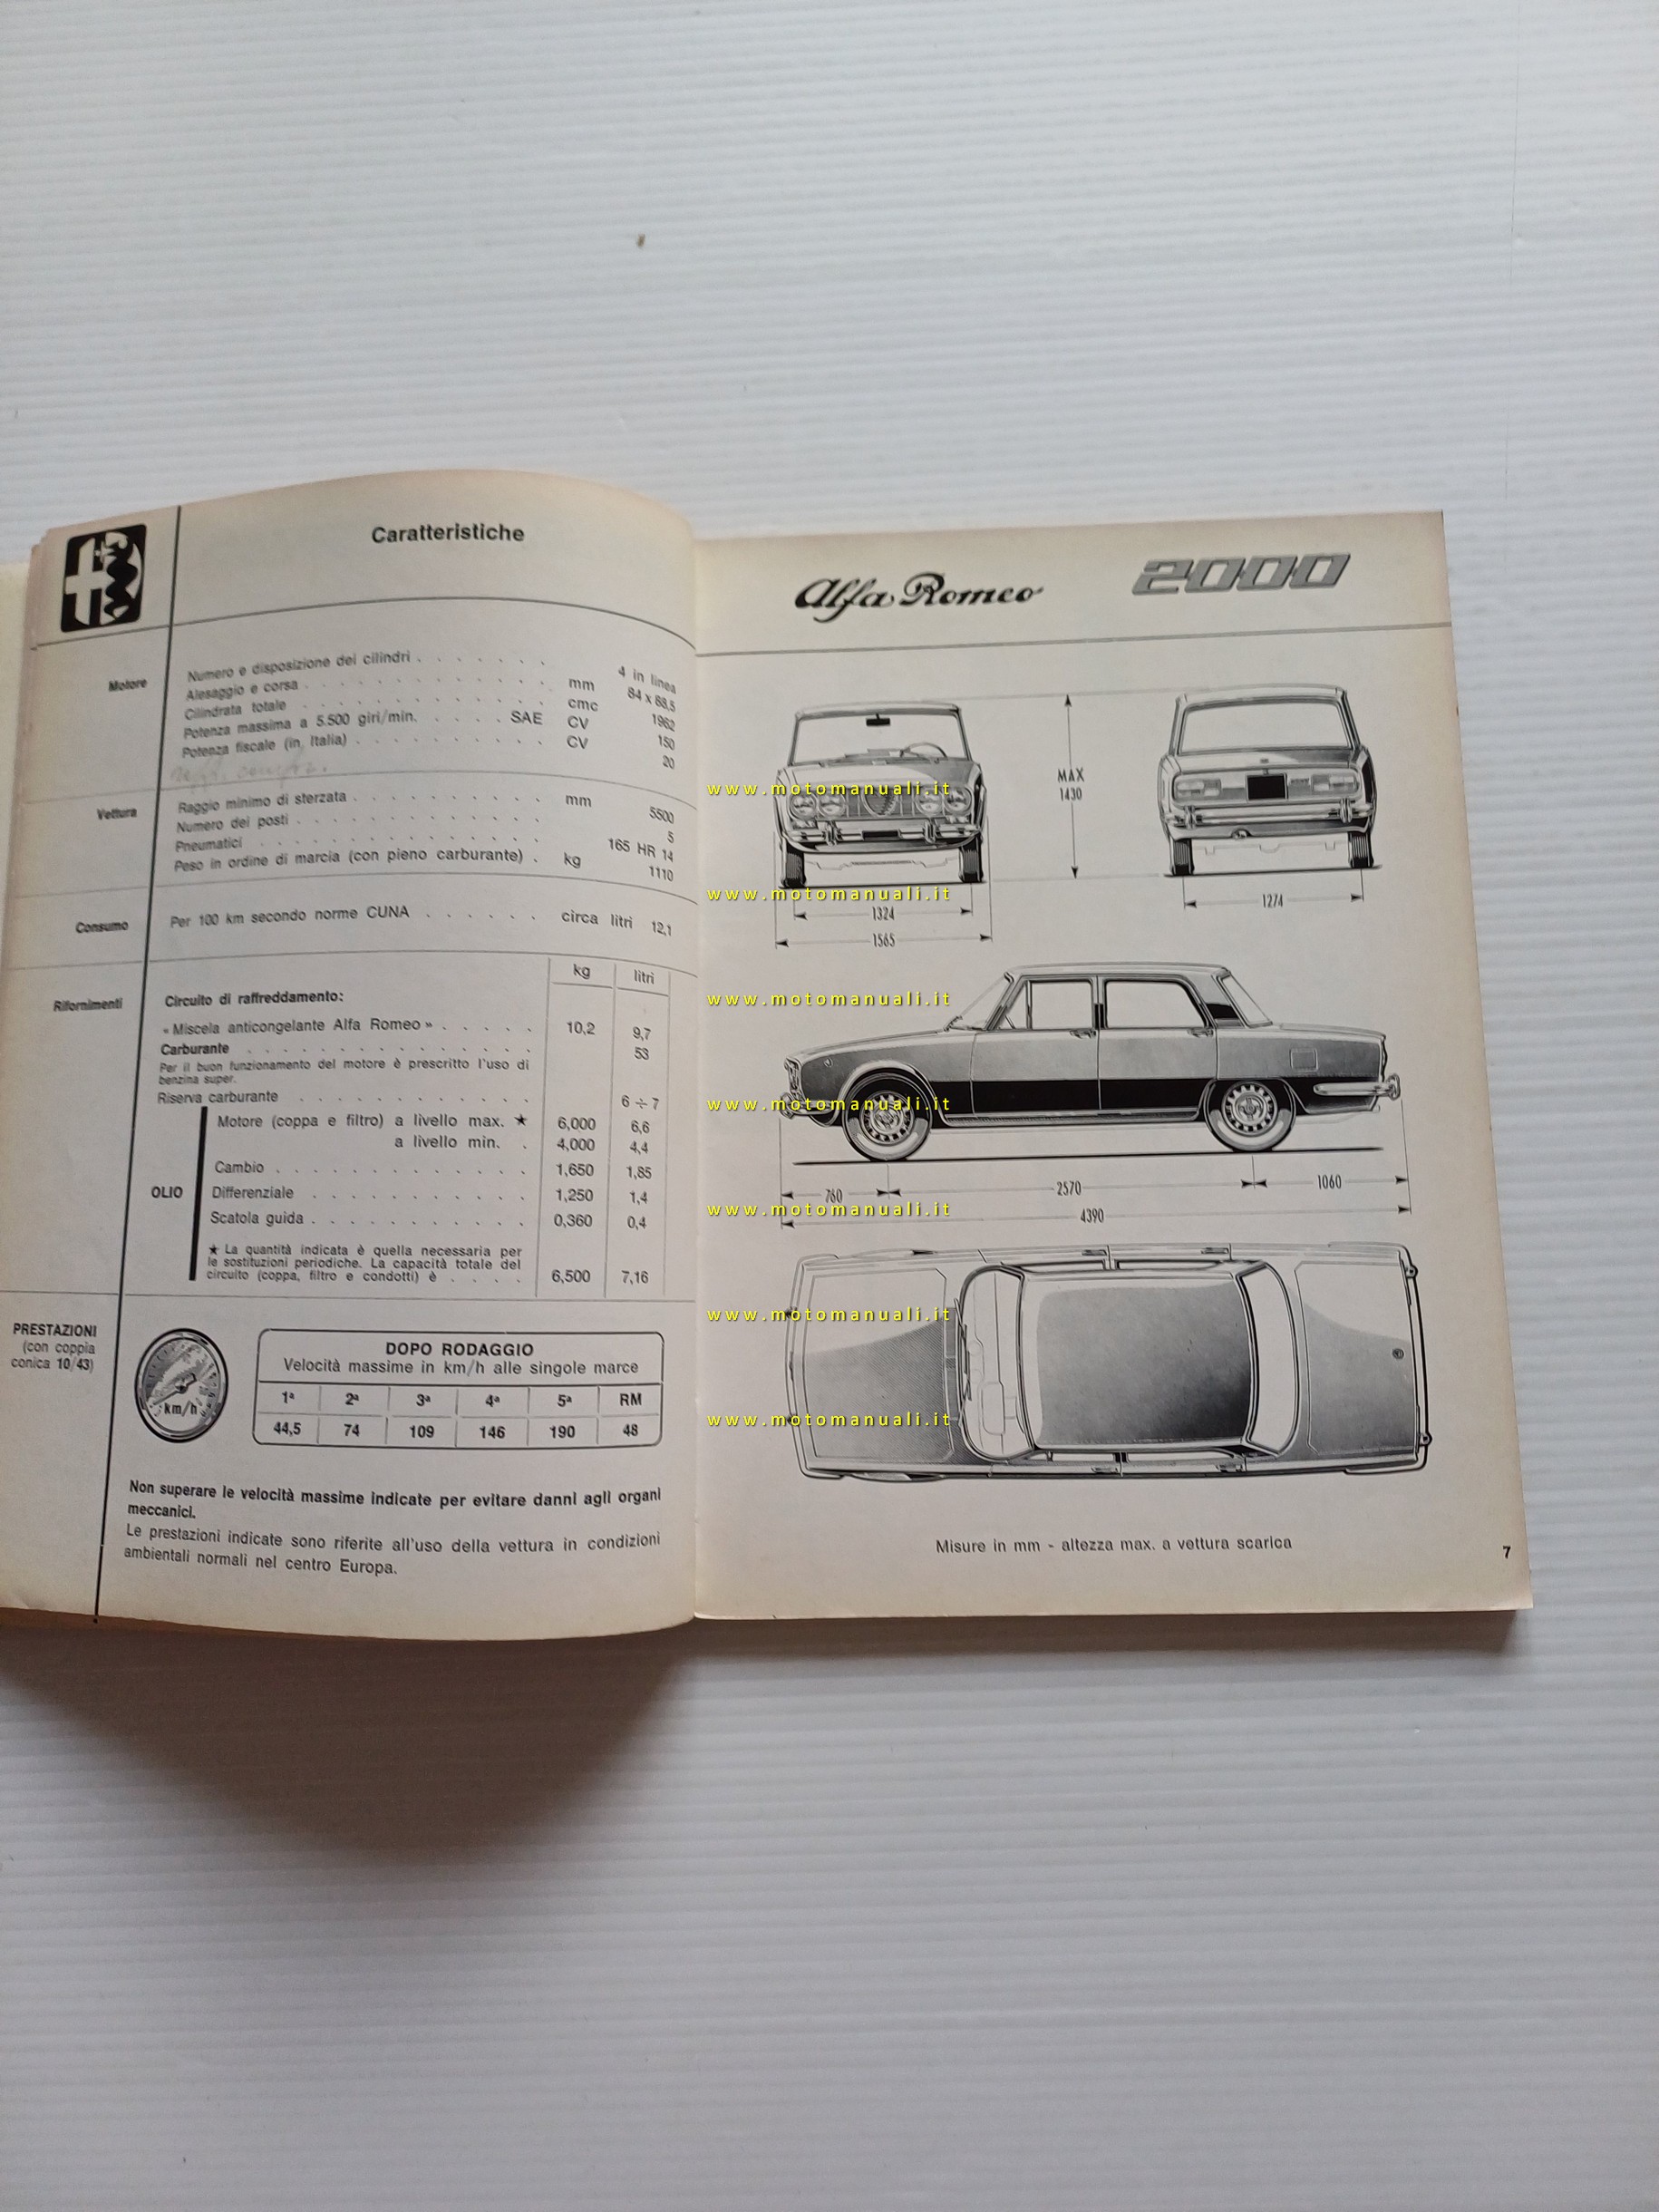 Caratteristiche
Motore
Numero e disposizione dei cilindri . . . . . . . 4 in linea
Alesaggio e corsa . . . . . . . . . . . . mm 84 x 88,5
Cilindrata totale . . . . . . . . . . . . cmc 1962
Potenza massima a 5.500 giri/min. . . . . SAE CV 150
Potenza fiscale (in Italia) . . . . . . . . . . CV 20
Vettura
Raggio minimo di sterzata . . . . . . . . . . mm 5500
Numero dei posti . . . . . . . . . . . . 5
Pneumatici . . . . . . . . . . . . . 165 HR 14
Peso in ordine di marcia (con pieno carburante) . kg 1110
Consumo
Per 100 km secondo norme CUNA . . . . . . circa litri 12,1
Rifornimenti
kg litri
Circuito di raffreddamento:
« Miscela anticongelante Alfa Romeo » . . . . . 10,2 9,7
Carburante . . . . . . . . . . . . . 53
Per il buon funzionamento del motore è prescritto l'uso di
benzina super.
Riserva carburante . . . . . . . . . . . 6 ÷ 7
OLIO
Motore (coppa e filtro) a livello max. ★ 6,000 6,6
a livello min. . 4,000 4,4
Cambio . . . . . . . . . . . . . 1,650 1,85
Differenziale . . . . . . . . . . . 1,250 1,4
Scatola guida . . . . . . . . . . . 0,360 0,4
★ La quantità indicata è quella necessaria per
le sostituzioni periodiche. La capacità totale del
circuito (coppa, filtro e condotti) è . . . . 6,500 7,16
PRESTAZIONI
(con coppia
conica 10/43)
km/h
DOPO RODAGGIO
Velocità massime in km/h alle singole marce
1ª 2ª 3ª 4ª 5ª RM
44,5 74 109 146 190 48
Non superare le velocità massime indicate per evitare danni agli organi
meccanici.
Le prestazioni indicate sono riferite all'uso della vettura in condizioni
ambientali normali nel centro Europa.
Alfa Romeo 2000
MAX
1430
www.motomanuali.it
www.motomanuali.it
1324
1274
1565
www.motomanuali.it
www.motomanuali.it
760 2570 1060
www.motomanuali.it
4390
www.motomanuali.it
www.motomanuali.it
Misure in mm - altezza max. a vettura scarica
7